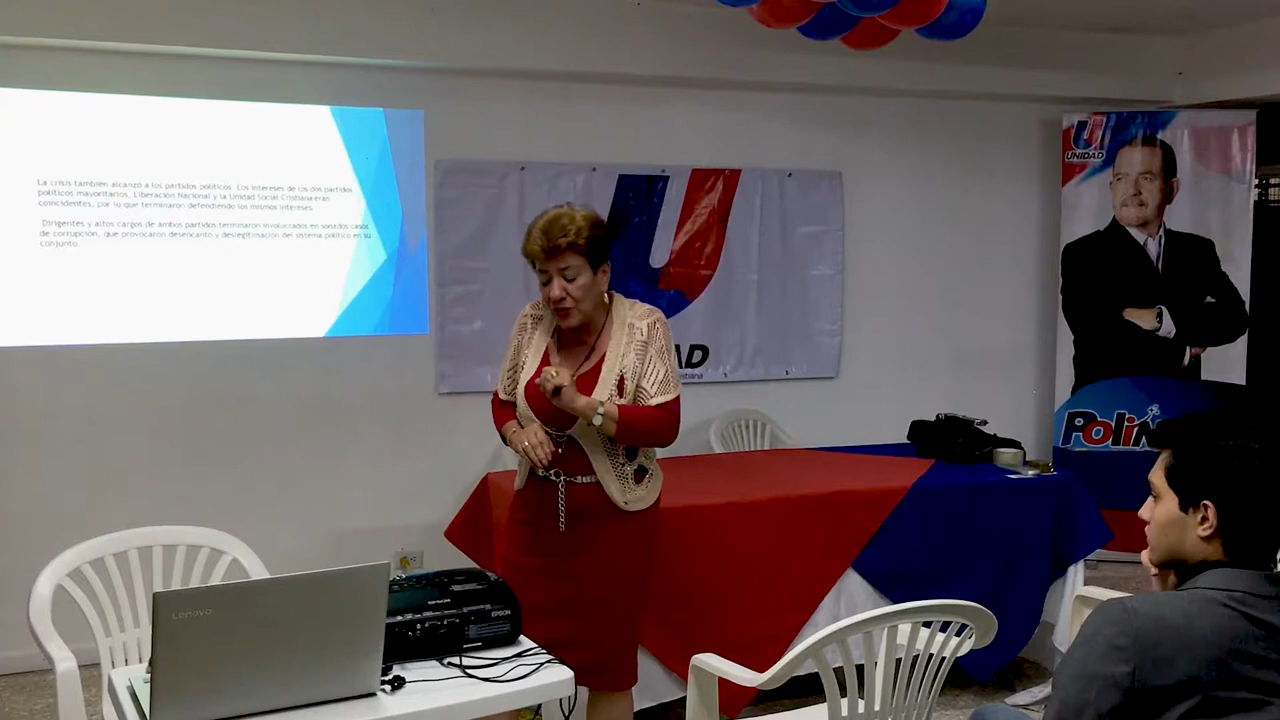 La crisis también alcanzó a los partidos políticos. Los intereses de los dos partidos
políticos mayoritarios, Liberación Nacional y la Unidad Social Cristiana eran
coincidentes, por lo que terminaron defendiendo los mismos intereses.
Dirigentes y altos cargos de ambos partidos terminaron involucrados en sonados casos
de corrupción, que provocaron desencanto y deslegitimación del sistema político en su
conjunto.
U
AD
U
UNIDAD
Poli
Lenovo
EPSON
EPSON